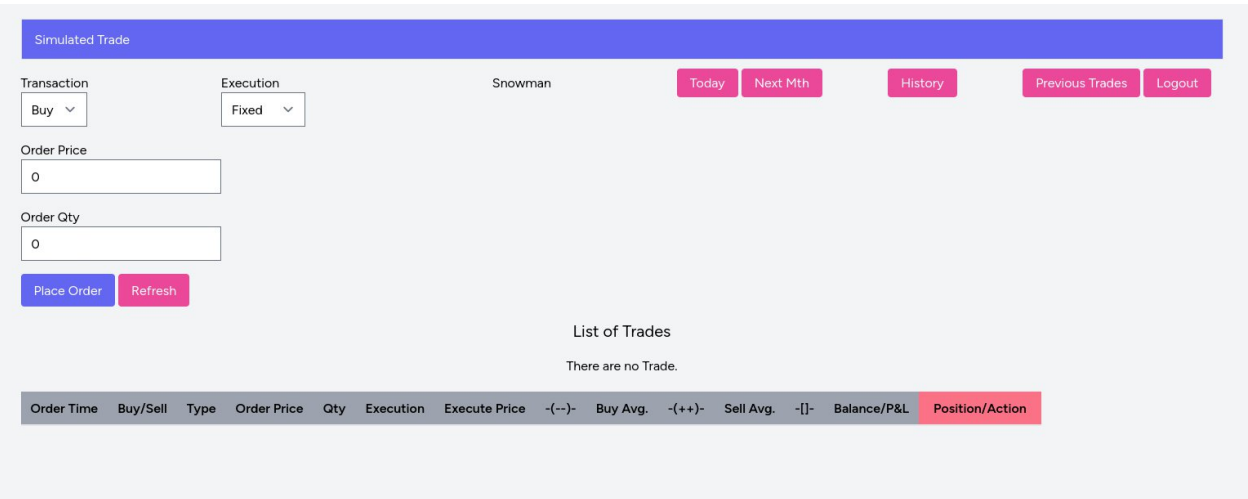 Simulated Trade
Transaction Execution Snowman Today Next Mth History Previous Trades Logout
Buy Fixed
Order Price
0
Order Qty
0
Place Order Refresh
List of Trades
There are no Trade.
Order Time Buy/Sell Type Order Price Qty Execution Execute Price -(--)- Buy Avg. -(++)- Sell Avg. -[]- Balance/P&L Position/Action